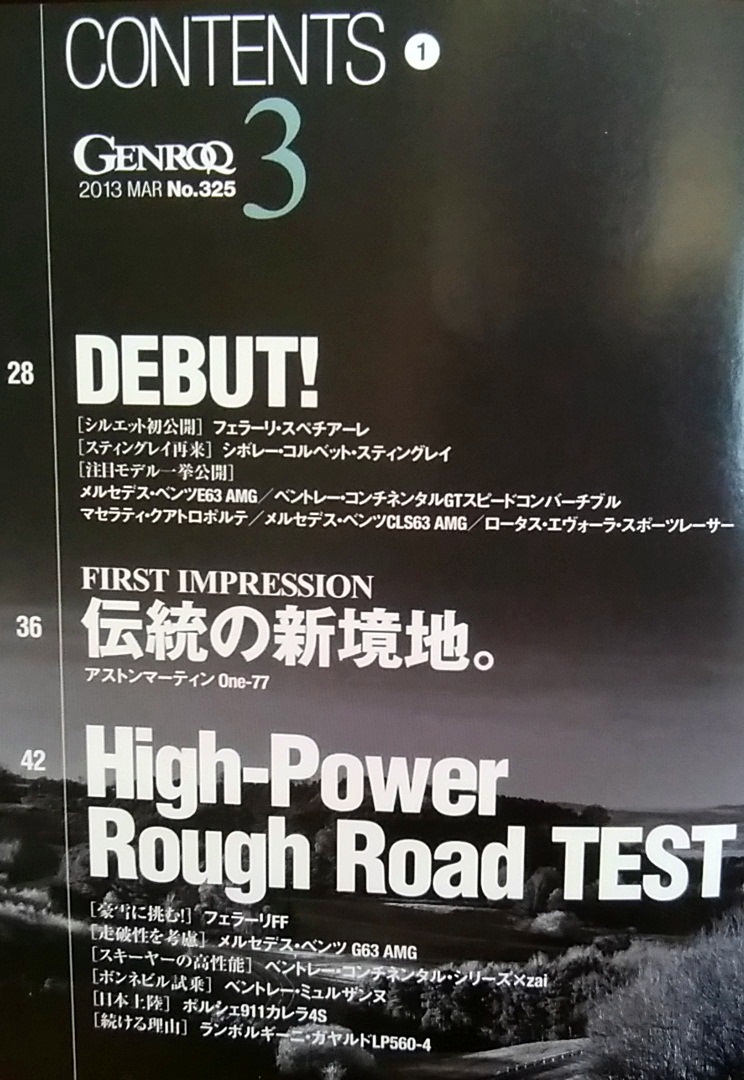 CONTENTS 1
GENROQ 3
2013 MAR No.325
28 DEBUT!
[シルエット初公開] フェラーリ・スペチアーレ
[スティングレイ再来] シボレー・コルベット・スティングレイ
[注目モデル一挙公開]
メルセデス・ベンツE63 AMG／ベントレー・コンチネンタルGTスピードコンバーチブル
マセラティ・クアトロポルテ／メルセデス・ベンツCLS63 AMG／ロータス・エヴォーラ・スポーツレーサー
FIRST IMPRESSION
36 伝統の新境地。
アストンマーティン One-77
42 High-Power
Rough Road TEST
[豪雪に挑む!] フェラーリFF
[走破性を考慮] メルセデス・ベンツ G63 AMG
[スキーヤーの高性能] ベントレー・コンチネンタル・シリーズ×zai
[ボンネビル試乗] ベントレー・ミュルザンヌ
[日本上陸] ポルシェ911カレラ4S
[続ける理由] ランボルギーニ・ガヤルドLP560-4